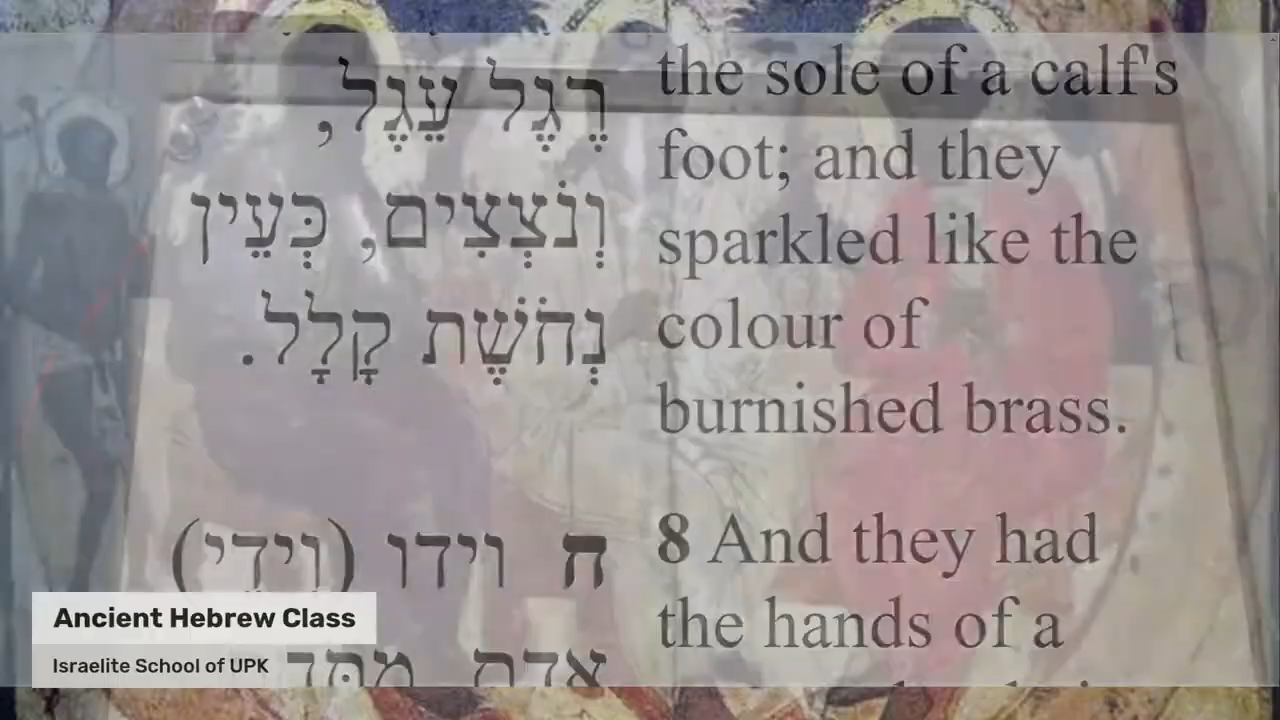 רֶגֶל עֵגֶל,
וְנֹצְצִים, כְּעֵין
נְחֹשֶׁת קָלָל.
ח וידו (וִידֵי)
the sole of a calf's
foot; and they
sparkled like the
colour of
burnished brass.
8 And they had
the hands of a
Ancient Hebrew Class
Israelite School of UPK